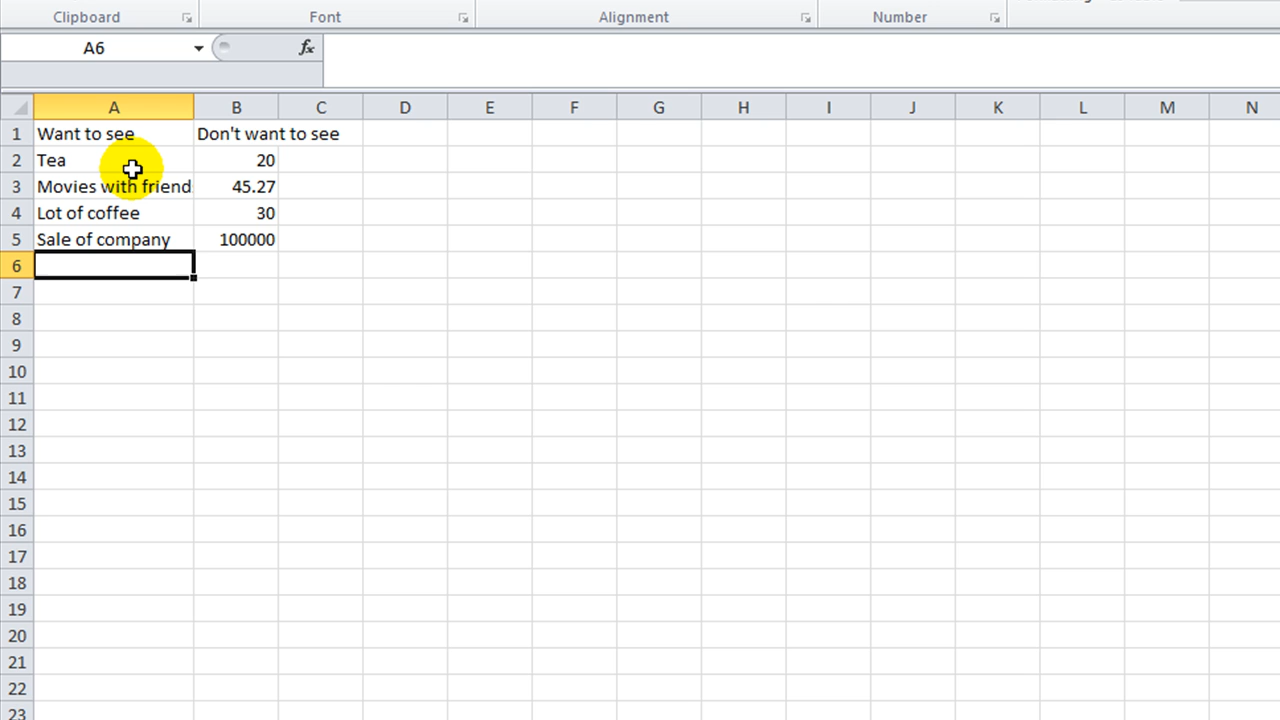 Clipboard Font Alignment Number
A6 fx
A B C D E F G H I J K L M N
1 Want to see Don't want to see
2 Tea 20
3 Movies with friend 45.27
4 Lot of coffee 30
5 Sale of company 100000
6
7
8
9
10
11
12
13
14
15
16
17
18
19
20
21
22
23